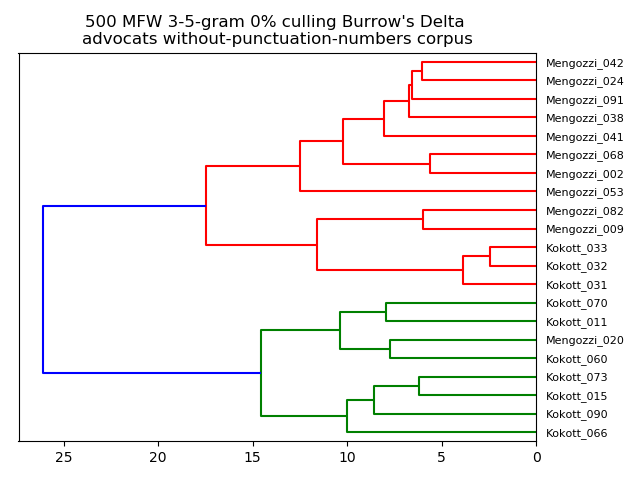 500 MFW 3-5-gram 0% culling Burrow's Delta
advocats without-punctuation-numbers corpus
Mengozzi_042
Mengozzi_024
Mengozzi_091
Mengozzi_038
Mengozzi_041
Mengozzi_068
Mengozzi_002
Mengozzi_053
Mengozzi_082
Mengozzi_009
Kokott_033
Kokott_032
Kokott_031
Kokott_070
Kokott_011
Mengozzi_020
Kokott_060
Kokott_073
Kokott_015
Kokott_090
Kokott_066
25 20 15 10 5 0